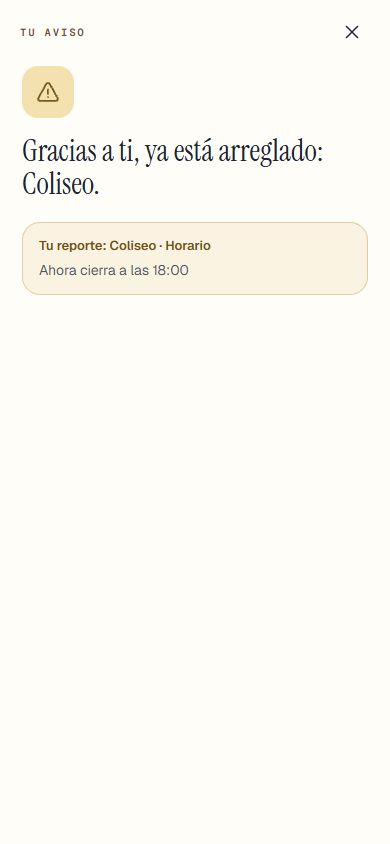 TU AVISO
Gracias a ti, ya está arreglado:
Coliseo.
Tu reporte: Coliseo · Horario
Ahora cierra a las 18:00